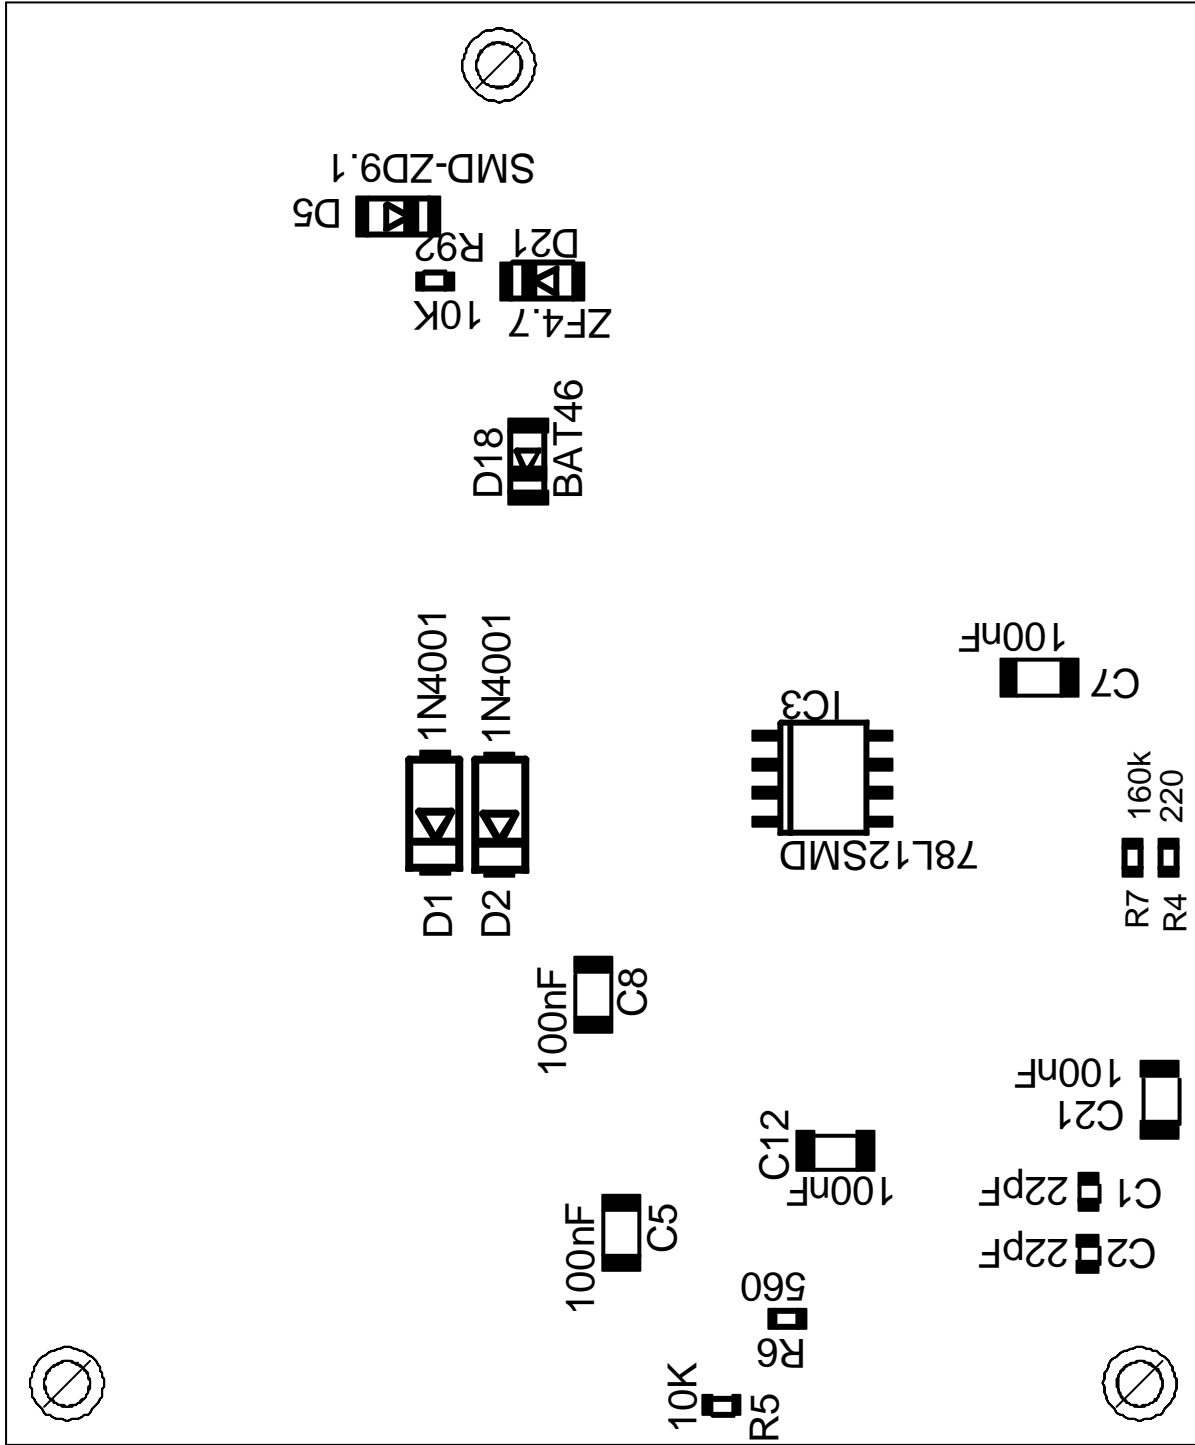 SMD-ZD9.1
D5
R92
10K
D21
ZF4.7
D18
BAT46
1N4001
1N4001
D1
D2
100nF
C7
IC3
78L12SMD
160k
220
R7
R4
100nF
C8
100nF
C21
C12
100nF
22pF
C1
22pF
C2
100nF
C5
560
R6
10K
R5